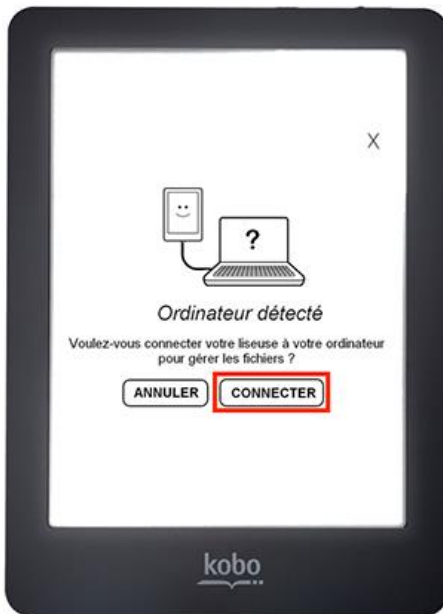 X
?
Ordinateur détecté
Voulez-vous connecter votre liseuse à votre ordinateur
pour gérer les fichiers ?
ANNULER CONNECTER
kobo